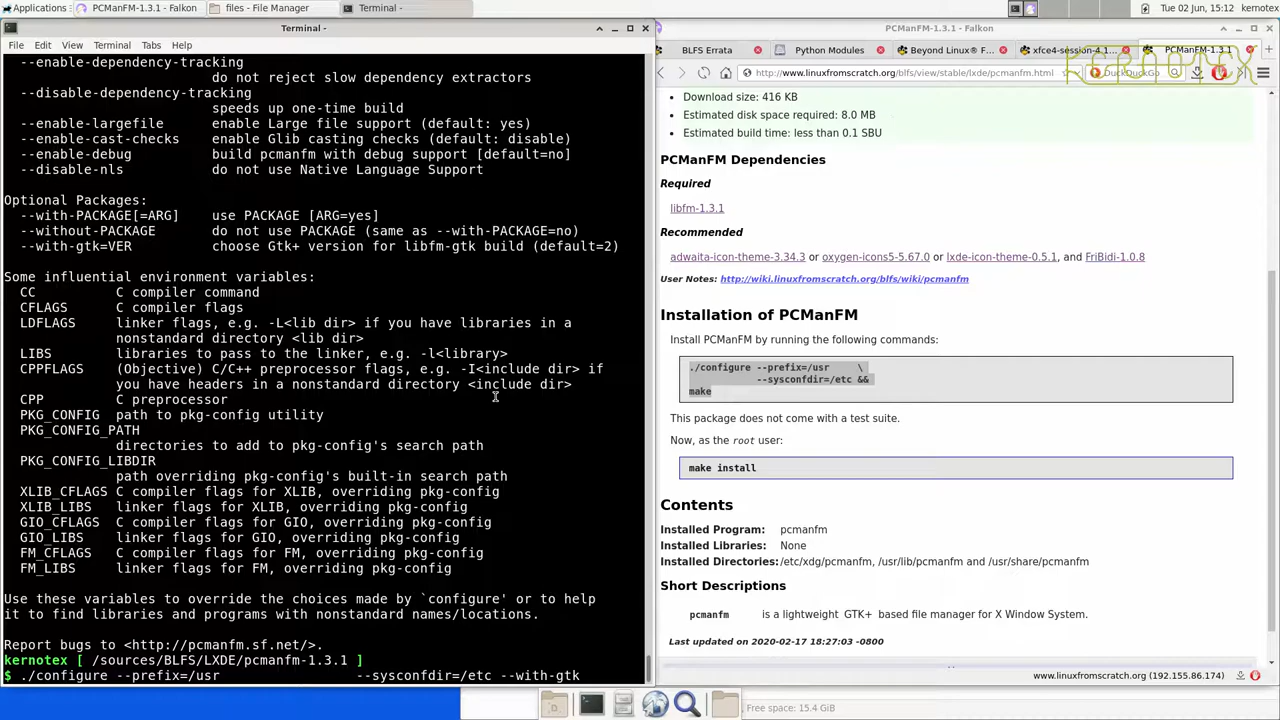 Applications
PCManFM-1.3.1 - Falkon
files - File Manager
Terminal -
Tue 02 Jun, 15:12
kernotex
Terminal -
File Edit View Terminal Tabs Help
--enable-dependency-tracking
do not reject slow dependency extractors
--disable-dependency-tracking
speeds up one-time build
--enable-largefile enable Large file support (default: yes)
--enable-cast-checks enable Glib casting checks (default: disable)
--enable-debug build pcmanfm with debug support [default=no]
--disable-nls do not use Native Language Support
Optional Packages:
--with-PACKAGE[=ARG] use PACKAGE [ARG=yes]
--without-PACKAGE do not use PACKAGE (same as --with-PACKAGE=no)
--with-gtk=VER choose Gtk+ version for libfm-gtk build (default=2)
Some influential environment variables:
CC C compiler command
CFLAGS C compiler flags
LDFLAGS linker flags, e.g. -L<lib dir> if you have libraries in a
nonstandard directory <lib dir>
LIBS libraries to pass to the linker, e.g. -l<library>
CPPFLAGS (Objective) C/C++ preprocessor flags, e.g. -I<include dir> if
you have headers in a nonstandard directory <include dir>
CPP C preprocessor
PKG_CONFIG path to pkg-config utility
PKG_CONFIG_PATH
directories to add to pkg-config's search path
PKG_CONFIG_LIBDIR
path overriding pkg-config's built-in search path
XLIB_CFLAGS C compiler flags for XLIB, overriding pkg-config
XLIB_LIBS linker flags for XLIB, overriding pkg-config
GIO_CFLAGS C compiler flags for GIO, overriding pkg-config
GIO_LIBS linker flags for GIO, overriding pkg-config
FM_CFLAGS C compiler flags for FM, overriding pkg-config
FM_LIBS linker flags for FM, overriding pkg-config
Use these variables to override the choices made by `configure' or to help
it to find libraries and programs with nonstandard names/locations.
Report bugs to <http://pcmanfm.sf.net/>.
kernotex [ /sources/BLFS/LXDE/pcmanfm-1.3.1 ]
$ ./configure --prefix=/usr --sysconfdir=/etc --with-gtk
PCManFM-1.3.1 - Falkon
BLFS Errata
Python Modules
Beyond Linux® F...
xfce4-session-4.1...
PCManFM-1.3.1
http://www.linuxfromscratch.org/blfs/view/stable/lxde/pcmanfm.html
DuckDuckGo
KERNOTEX
• Download size: 416 KB
• Estimated disk space required: 8.0 MB
• Estimated build time: less than 0.1 SBU
PCManFM Dependencies
Required
libfm-1.3.1
Recommended
adwaita-icon-theme-3.34.3 or oxygen-icons5-5.67.0 or lxde-icon-theme-0.5.1, and FriBidi-1.0.8
User Notes: http://wiki.linuxfromscratch.org/blfs/wiki/pcmanfm
Installation of PCManFM
Install PCManFM by running the following commands:
./configure --prefix=/usr \
--sysconfdir=/etc &&
make
This package does not come with a test suite.
Now, as the root user:
make install
Contents
Installed Program: pcmanfm
Installed Libraries: None
Installed Directories: /etc/xdg/pcmanfm, /usr/lib/pcmanfm and /usr/share/pcmanfm
Short Descriptions
pcmanfm is a lightweight GTK+ based file manager for X Window System.
Last updated on 2020-02-17 18:27:03 -0800
www.linuxfromscratch.org (192.155.86.174)
Free space: 15.4 GiB